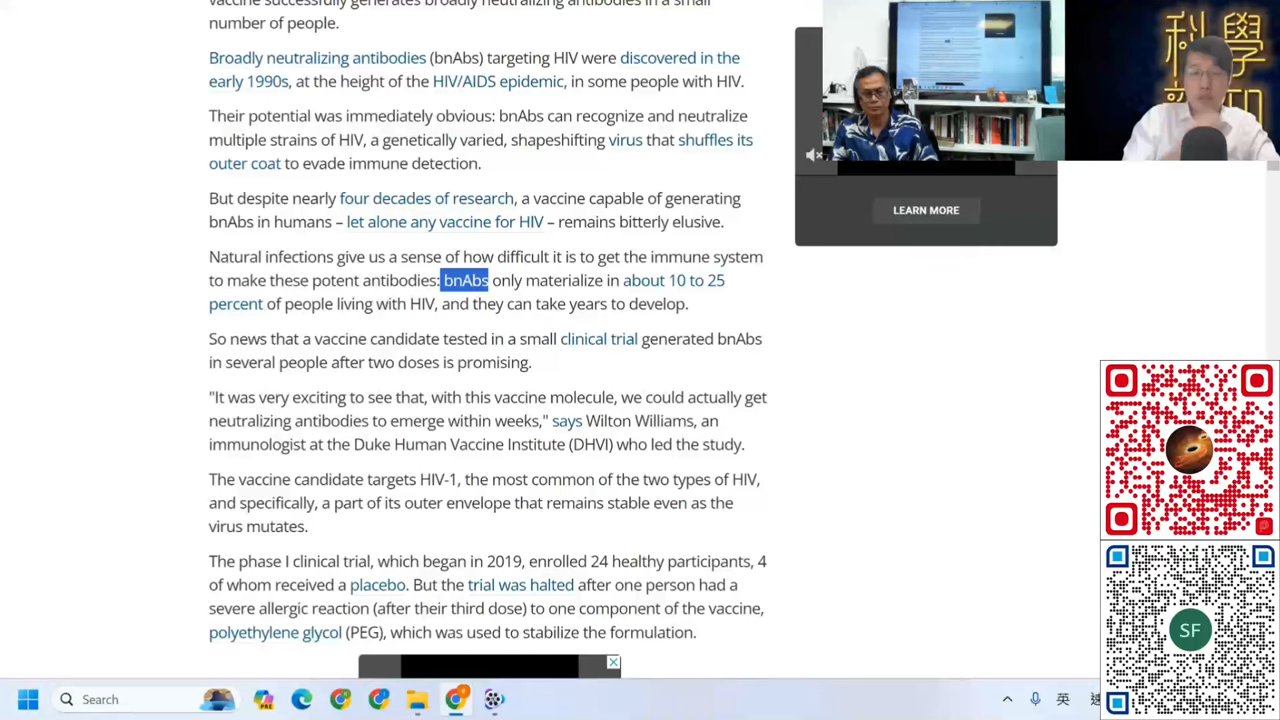 vaccine successfully generates broadly neutralizing antibodies in a small
number of people.
Broadly neutralizing antibodies (bnAbs) targeting HIV were discovered in the
early 1990s, at the height of the HIV/AIDS epidemic, in some people with HIV.
Their potential was immediately obvious: bnAbs can recognize and neutralize
multiple strains of HIV, a genetically varied, shapeshifting virus that shuffles its
outer coat to evade immune detection.
But despite nearly four decades of research, a vaccine capable of generating
bnAbs in humans – let alone any vaccine for HIV – remains bitterly elusive.
Natural infections give us a sense of how difficult it is to get the immune system
to make these potent antibodies: bnAbs only materialize in about 10 to 25
percent of people living with HIV, and they can take years to develop.
So news that a vaccine candidate tested in a small clinical trial generated bnAbs
in several people after two doses is promising.
"It was very exciting to see that, with this vaccine molecule, we could actually get
neutralizing antibodies to emerge within weeks," says Wilton Williams, an
immunologist at the Duke Human Vaccine Institute (DHVI) who led the study.
The vaccine candidate targets HIV-1, the most common of the two types of HIV,
and specifically, a part of its outer envelope that remains stable even as the
virus mutates.
The phase I clinical trial, which began in 2019, enrolled 24 healthy participants, 4
of whom received a placebo. But the trial was halted after one person had a
severe allergic reaction (after their third dose) to one component of the vaccine,
polyethylene glycol (PEG), which was used to stabilize the formulation.
LEARN MORE
科學
SF
Search
英